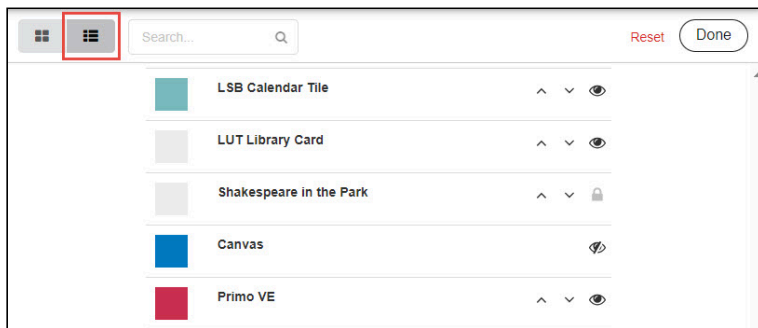 Search...
Reset
Done
LSB Calendar Tile
LUT Library Card
Shakespeare in the Park
Canvas
Primo VE